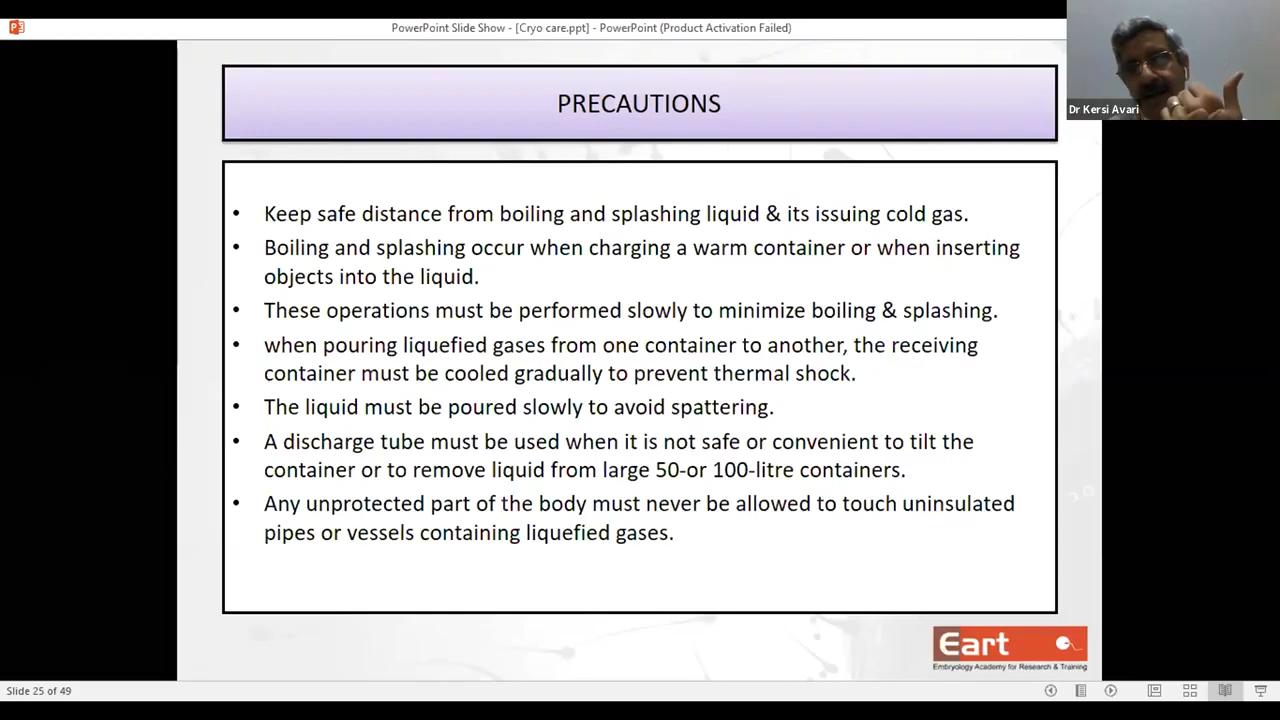 PowerPoint Slide Show - [Cryo care.ppt] - PowerPoint (Product Activation Failed)
Dr Kersi Avari
PRECAUTIONS
• Keep safe distance from boiling and splashing liquid & its issuing cold gas.
• Boiling and splashing occur when charging a warm container or when inserting
objects into the liquid.
• These operations must be performed slowly to minimize boiling & splashing.
• when pouring liquefied gases from one container to another, the receiving
container must be cooled gradually to prevent thermal shock.
• The liquid must be poured slowly to avoid spattering.
• A discharge tube must be used when it is not safe or convenient to tilt the
container or to remove liquid from large 50-or 100-litre containers.
• Any unprotected part of the body must never be allowed to touch uninsulated
pipes or vessels containing liquefied gases.
Eart
Embryology Academy for Research & Training
Slide 25 of 49